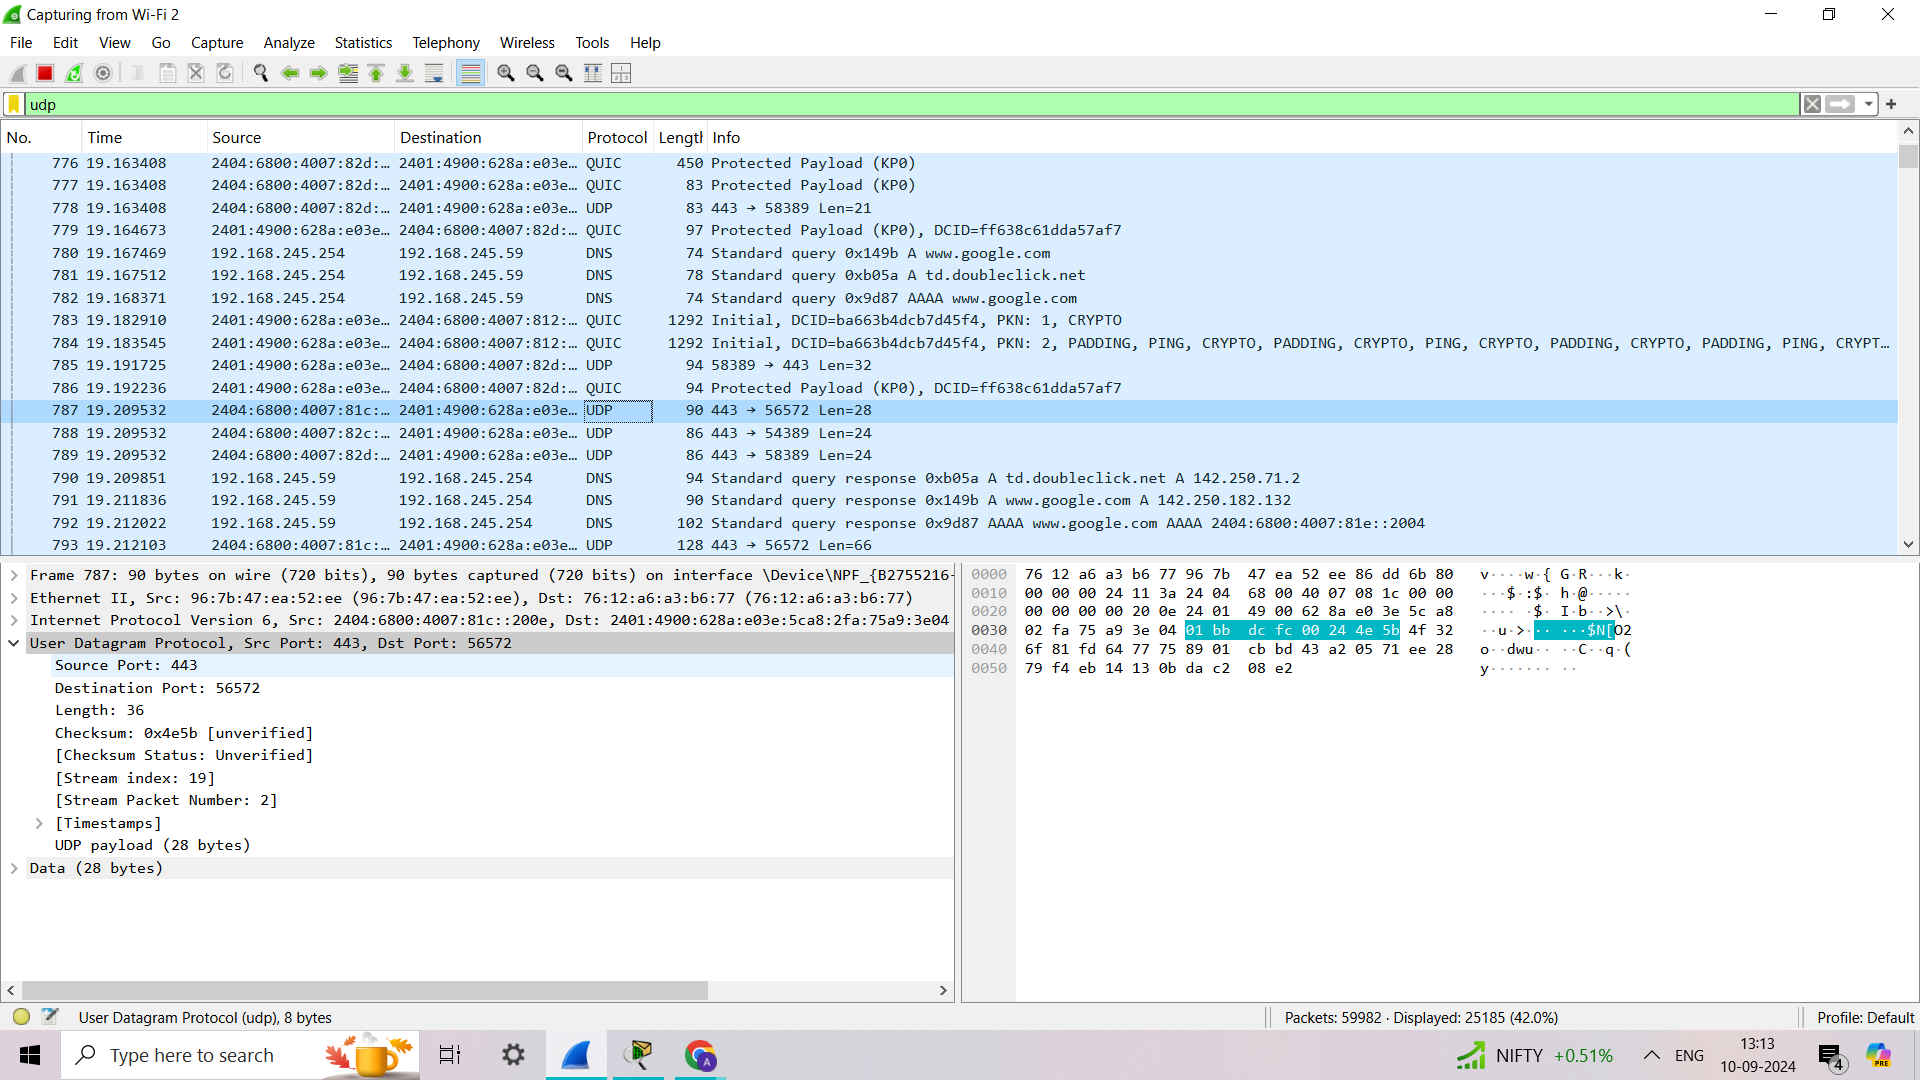 Capturing from Wi-Fi 2
File Edit View Go Capture Analyze Statistics Telephony Wireless Tools Help
udp
No. Time Source Destination Protocol Length Info
776 19.163408 2404:6800:4007:82d:… 2401:4900:628a:e03e… QUIC 450 Protected Payload (KP0)
777 19.163408 2404:6800:4007:82d:… 2401:4900:628a:e03e… QUIC 83 Protected Payload (KP0)
778 19.163408 2404:6800:4007:82d:… 2401:4900:628a:e03e… UDP 83 443 → 58389 Len=21
779 19.164673 2401:4900:628a:e03e… 2404:6800:4007:82d:… QUIC 97 Protected Payload (KP0), DCID=ff638c61dda57af7
780 19.167469 192.168.245.254 192.168.245.59 DNS 74 Standard query 0x149b A www.google.com
781 19.167512 192.168.245.254 192.168.245.59 DNS 78 Standard query 0xb05a A td.doubleclick.net
782 19.168371 192.168.245.254 192.168.245.59 DNS 74 Standard query 0x9d87 AAAA www.google.com
783 19.182910 2401:4900:628a:e03e… 2404:6800:4007:812:… QUIC 1292 Initial, DCID=ba663b4dcb7d45f4, PKN: 1, CRYPTO
784 19.183545 2401:4900:628a:e03e… 2404:6800:4007:812:… QUIC 1292 Initial, DCID=ba663b4dcb7d45f4, PKN: 2, PADDING, PING, CRYPTO, PADDING, CRYPTO, PING, CRYPTO, PADDING, CRYPTO, PADDING, PING, CRYPT…
785 19.191725 2401:4900:628a:e03e… 2404:6800:4007:82d:… UDP 94 58389 → 443 Len=32
786 19.192236 2401:4900:628a:e03e… 2404:6800:4007:82d:… QUIC 94 Protected Payload (KP0), DCID=ff638c61dda57af7
787 19.209532 2404:6800:4007:81c:… 2401:4900:628a:e03e… UDP 90 443 → 56572 Len=28
788 19.209532 2404:6800:4007:82c:… 2401:4900:628a:e03e… UDP 86 443 → 54389 Len=24
789 19.209532 2404:6800:4007:82d:… 2401:4900:628a:e03e… UDP 86 443 → 58389 Len=24
790 19.209851 192.168.245.59 192.168.245.254 DNS 94 Standard query response 0xb05a A td.doubleclick.net A 142.250.71.2
791 19.211836 192.168.245.59 192.168.245.254 DNS 90 Standard query response 0x149b A www.google.com A 142.250.182.132
792 19.212022 192.168.245.59 192.168.245.254 DNS 102 Standard query response 0x9d87 AAAA www.google.com AAAA 2404:6800:4007:81e::2004
793 19.212103 2404:6800:4007:81c:… 2401:4900:628a:e03e… UDP 128 443 → 56572 Len=66
Frame 787: 90 bytes on wire (720 bits), 90 bytes captured (720 bits) on interface \Device\NPF_{B2755216-
Ethernet II, Src: 96:7b:47:ea:52:ee (96:7b:47:ea:52:ee), Dst: 76:12:a6:a3:b6:77 (76:12:a6:a3:b6:77)
Internet Protocol Version 6, Src: 2404:6800:4007:81c::200e, Dst: 2401:4900:628a:e03e:5ca8:2fa:75a9:3e04
User Datagram Protocol, Src Port: 443, Dst Port: 56572
Source Port: 443
Destination Port: 56572
Length: 36
Checksum: 0x4e5b [unverified]
[Checksum Status: Unverified]
[Stream index: 19]
[Stream Packet Number: 2]
[Timestamps]
UDP payload (28 bytes)
Data (28 bytes)
0000 76 12 a6 a3 b6 77 96 7b 47 ea 52 ee 86 dd 6b 80 v····w·{ G·R···k·
0010 00 00 00 24 11 3a 24 04 68 00 40 07 08 1c 00 00 ···$·:$· h·@·····
0020 00 00 00 00 20 0e 24 01 49 00 62 8a e0 3e 5c a8 ···· ·$· I·b··>\·
0030 02 fa 75 a9 3e 04 01 bb dc fc 00 24 4e 5b 4f 32 ··u·>··· ···$N[O2
0040 6f 81 fd 64 77 75 89 01 cb bd 43 a2 05 71 ee 28 o··dwu·· ··C··q·(
0050 79 f4 eb 14 13 0b da c2 08 e2 y······· ··
User Datagram Protocol (udp), 8 bytes
Packets: 59982 · Displayed: 25185 (42.0%)
Profile: Default
Type here to search
NIFTY +0.51%
ENG
13:13
10-09-2024
4
PRE
A